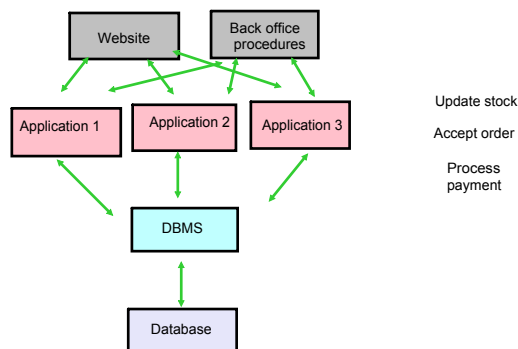 Website
Back office
procedures
Application 1
Application 2
Application 3
Update stock
Accept order
Process
payment
DBMS
Database